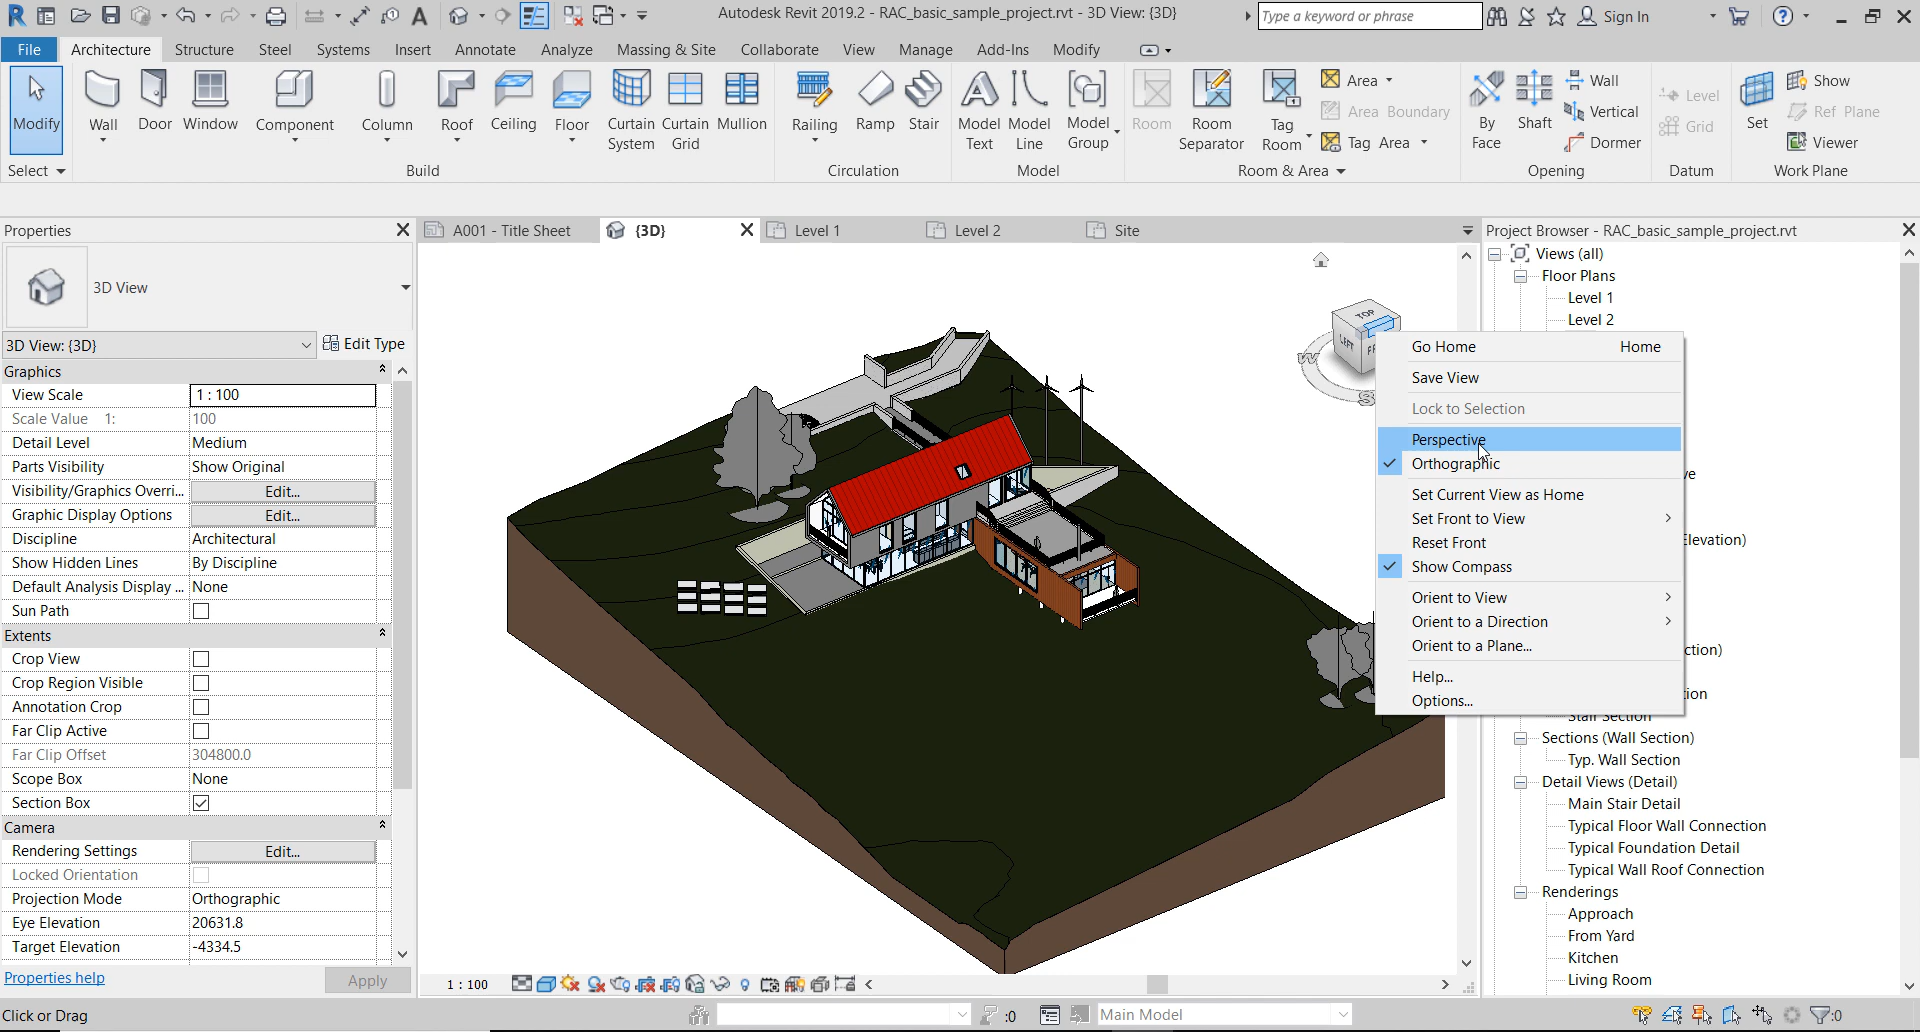 Autodesk Revit 2019.2 - RAC_basic_sample_project.rvt - 3D View: {3D}
Type a keyword or phrase
Sign In
File Architecture Structure Steel Systems Insert Annotate Analyze Massing & Site Collaborate View Manage Add-Ins Modify
Modify
Wall
Door
Window
Component
Column
Roof
Ceiling
Floor
Curtain System
Curtain Grid
Mullion
Railing
Ramp
Stair
Model Text
Model Line
Model Group
Room
Room Separator
Tag Room
Area
Area Boundary
Tag Area
By Face
Shaft
Wall
Vertical
Dormer
Level
Grid
Set
Show
Ref Plane
Viewer
Select
Build
Circulation
Model
Room & Area
Opening
Datum
Work Plane
Properties
A001 - Title Sheet
{3D}
Level 1
Level 2
Site
Project Browser - RAC_basic_sample_project.rvt
3D View
3D View: {3D}
Edit Type
Graphics
View Scale 1 : 100
Scale Value 1: 100
Detail Level Medium
Parts Visibility Show Original
Visibility/Graphics Overri... Edit...
Graphic Display Options Edit...
Discipline Architectural
Show Hidden Lines By Discipline
Default Analysis Display ... None
Sun Path
Extents
Crop View
Crop Region Visible
Annotation Crop
Far Clip Active
Far Clip Offset 304800.0
Scope Box None
Section Box
Camera
Rendering Settings Edit...
Locked Orientation
Projection Mode Orthographic
Eye Elevation 20631.8
Target Elevation -4334.5
Properties help
Apply
TOP
LEFT
W
S
Go Home Home
Save View
Lock to Selection
Perspective
Orthographic
Set Current View as Home
Set Front to View
Reset Front
Show Compass
Orient to View
Orient to a Direction
Orient to a Plane...
Help...
Options...
Views (all)
Floor Plans
Level 1
Level 2
Elevation)
Stair Section
Sections (Wall Section)
Typ. Wall Section
Detail Views (Detail)
Main Stair Detail
Typical Floor Wall Connection
Typical Foundation Detail
Typical Wall Roof Connection
Renderings
Approach
From Yard
Kitchen
Living Room
1 : 100
Click or Drag
:0
Main Model
:0